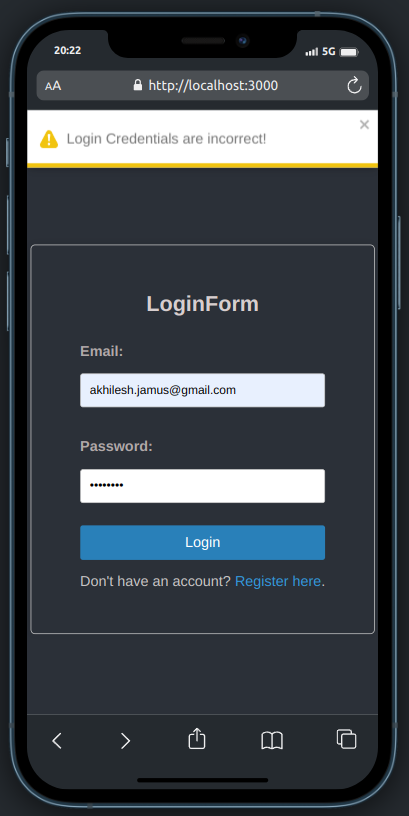 20:22
5G
AA
http://localhost:3000
Login Credentials are incorrect!
×
LoginForm
Email:
akhilesh.jamus@gmail.com
Password:
••••••••
Login
Don't have an account? Register here.